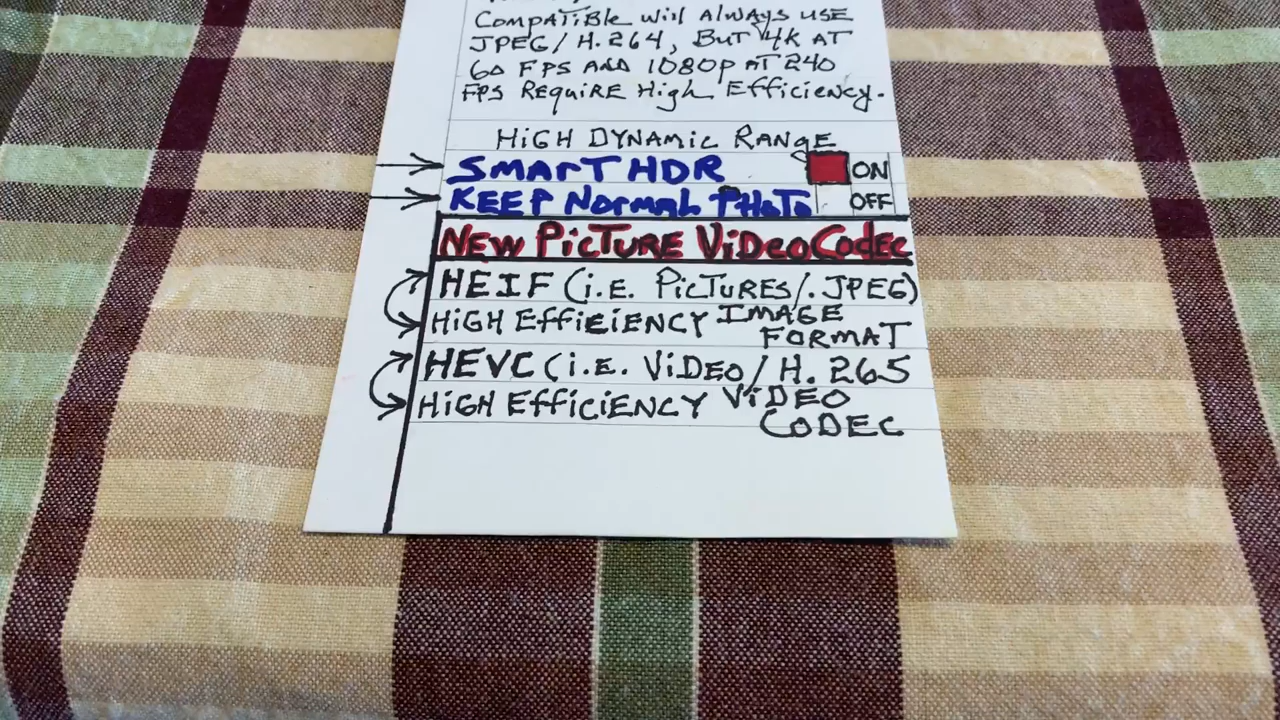 COMPATIBLE WILL ALWAYS USE
JPEG/H.264, BUT 4K AT
60 FPS AND 1080p AT 240
FPS REQUIRE HIGH EFFICIENCY.
HIGH DYNAMIC RANGE
SMART HDR ON
KEEP NORMAL PHOTO OFF
NEW PICTURE VIDEO CODEC
HEIF (i.E. PICTURES/.JPEG)
HIGH EFFICIENCY IMAGE
FORMAT
HEVC (i.E. VIDEO/H.265
HIGH EFFICIENCY VIDEO
CODEC